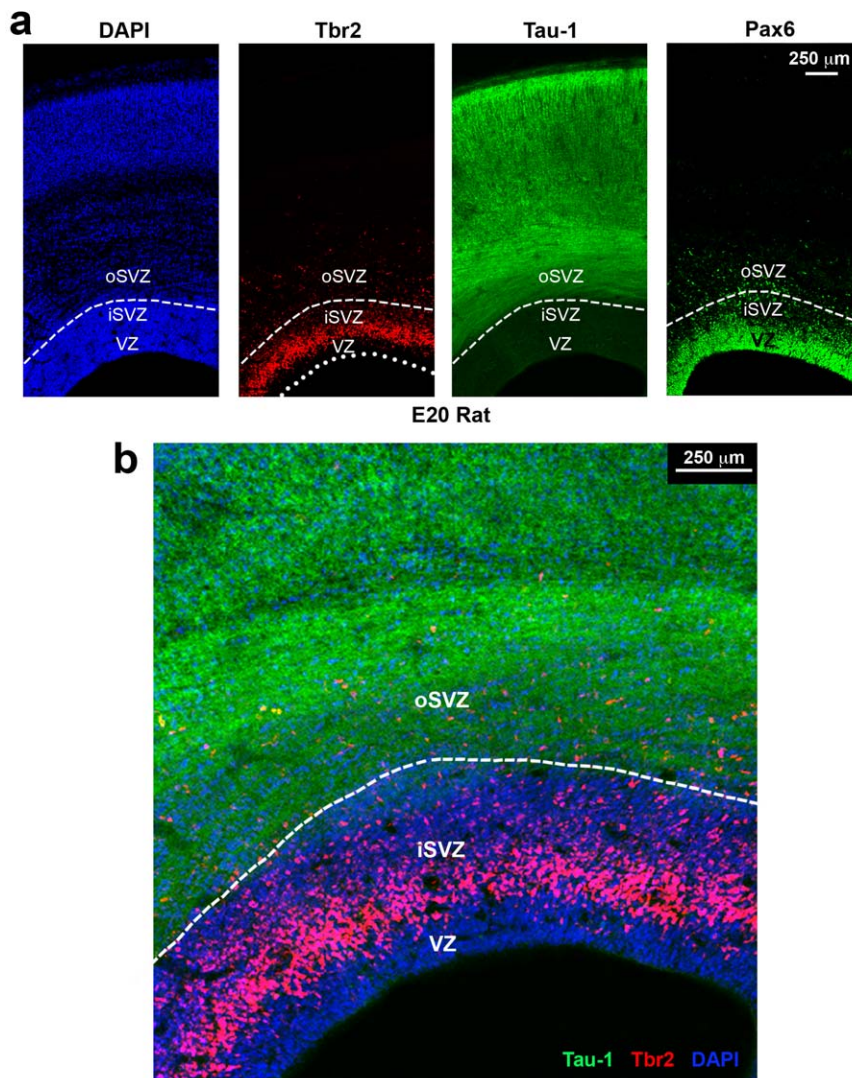 a
DAPI
Tbr2
Tau-1
Pax6
250 μm
oSVZ
iSVZ
VZ
oSVZ
iSVZ
VZ
oSVZ
iSVZ
VZ
oSVZ
iSVZ
VZ
E20 Rat
b
250 μm
oSVZ
iSVZ
VZ
Tau-1 Tbr2 DAPI